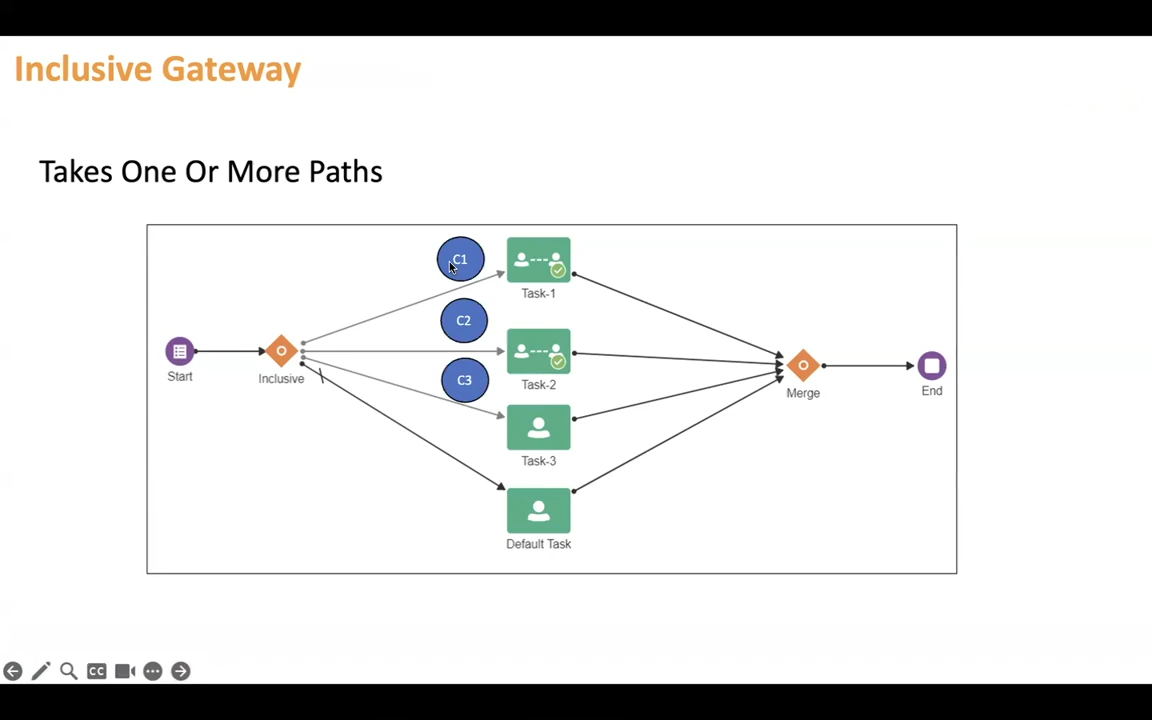 Inclusive Gateway
Takes One Or More Paths
C1
Task-1
C2
Start
Inclusive
Task-2
C3
Merge
End
Task-3
Default Task
CC